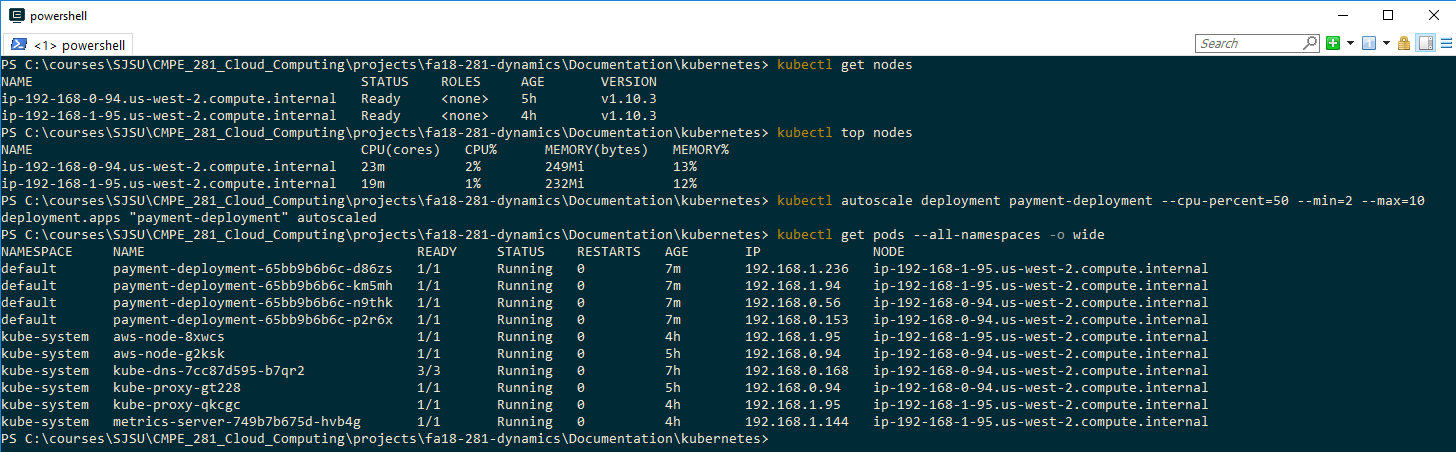 powershell
<1> powershell
Search
PS C:\courses\SJSU\CMPE_281_Cloud_Computing\projects\fa18-281-dynamics\Documentation\kubernetes> kubectl get nodes
NAME STATUS ROLES AGE VERSION
ip-192-168-0-94.us-west-2.compute.internal Ready <none> 5h v1.10.3
ip-192-168-1-95.us-west-2.compute.internal Ready <none> 4h v1.10.3
PS C:\courses\SJSU\CMPE_281_Cloud_Computing\projects\fa18-281-dynamics\Documentation\kubernetes> kubectl top nodes
NAME CPU(cores) CPU% MEMORY(bytes) MEMORY%
ip-192-168-0-94.us-west-2.compute.internal 23m 2% 249Mi 13%
ip-192-168-1-95.us-west-2.compute.internal 19m 1% 232Mi 12%
PS C:\courses\SJSU\CMPE_281_Cloud_Computing\projects\fa18-281-dynamics\Documentation\kubernetes> kubectl autoscale deployment payment-deployment --cpu-percent=50 --min=2 --max=10
deployment.apps "payment-deployment" autoscaled
PS C:\courses\SJSU\CMPE_281_Cloud_Computing\projects\fa18-281-dynamics\Documentation\kubernetes> kubectl get pods --all-namespaces -o wide
NAMESPACE NAME READY STATUS RESTARTS AGE IP NODE
default payment-deployment-65bb9b6b6c-d86zs 1/1 Running 0 7m 192.168.1.236 ip-192-168-1-95.us-west-2.compute.internal
default payment-deployment-65bb9b6b6c-km5mh 1/1 Running 0 7m 192.168.1.94 ip-192-168-1-95.us-west-2.compute.internal
default payment-deployment-65bb9b6b6c-n9thk 1/1 Running 0 7m 192.168.0.56 ip-192-168-0-94.us-west-2.compute.internal
default payment-deployment-65bb9b6b6c-p2r6x 1/1 Running 0 7m 192.168.0.153 ip-192-168-0-94.us-west-2.compute.internal
kube-system aws-node-8xwcs 1/1 Running 0 4h 192.168.1.95 ip-192-168-1-95.us-west-2.compute.internal
kube-system aws-node-g2ksk 1/1 Running 0 5h 192.168.0.94 ip-192-168-0-94.us-west-2.compute.internal
kube-system kube-dns-7cc87d595-b7qr2 3/3 Running 0 7h 192.168.0.168 ip-192-168-0-94.us-west-2.compute.internal
kube-system kube-proxy-gt228 1/1 Running 0 5h 192.168.0.94 ip-192-168-0-94.us-west-2.compute.internal
kube-system kube-proxy-qkcgc 1/1 Running 0 4h 192.168.1.95 ip-192-168-1-95.us-west-2.compute.internal
kube-system metrics-server-749b7b675d-hvb4g 1/1 Running 0 4h 192.168.1.144 ip-192-168-1-95.us-west-2.compute.internal
PS C:\courses\SJSU\CMPE_281_Cloud_Computing\projects\fa18-281-dynamics\Documentation\kubernetes>